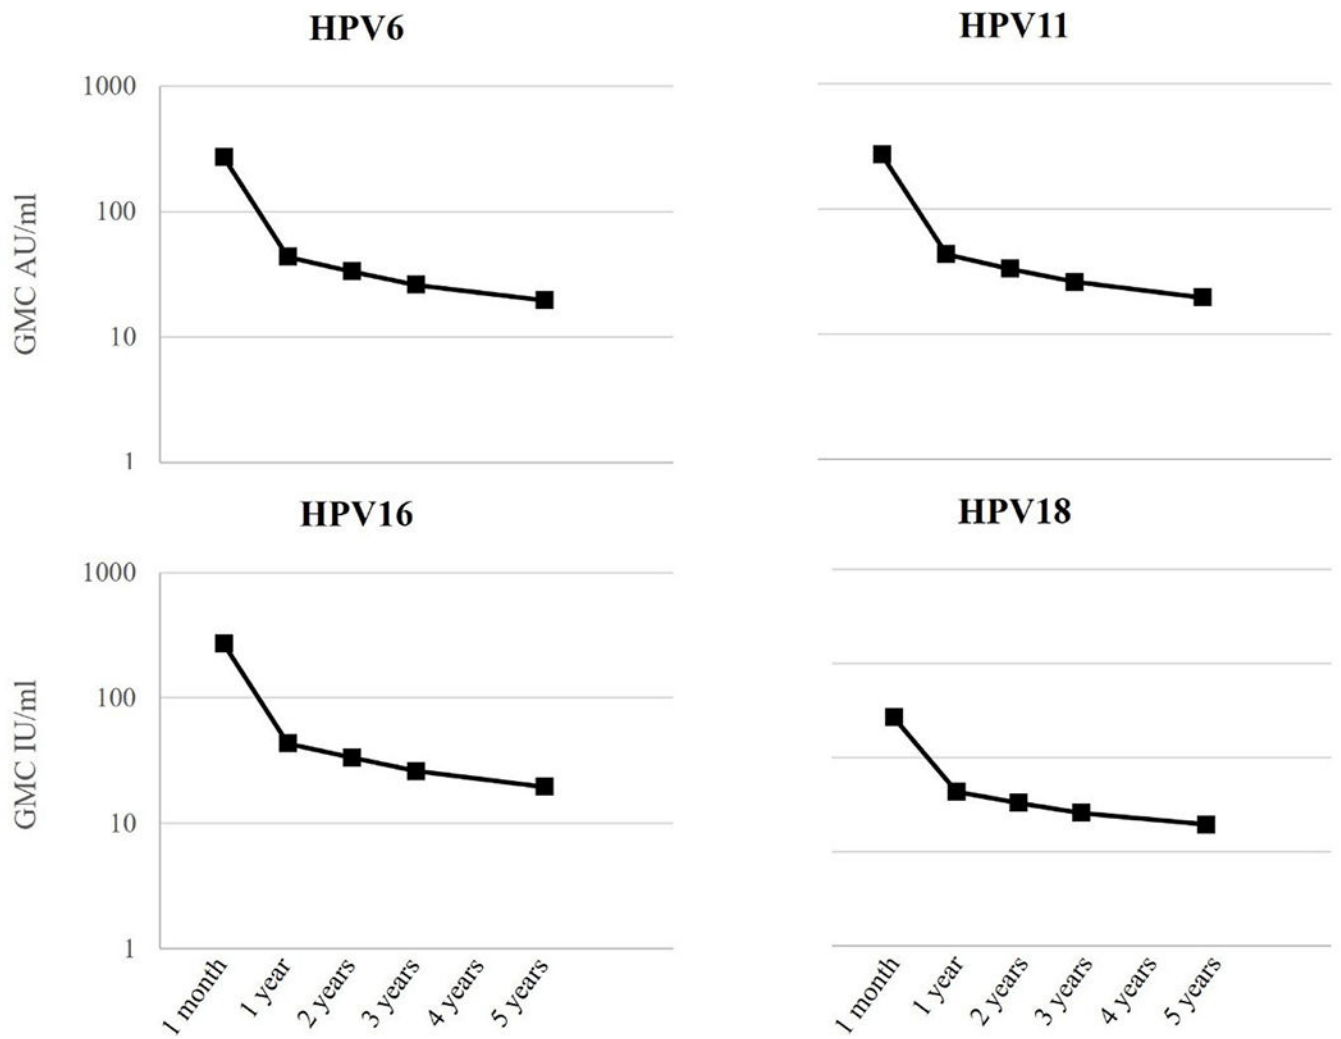 HPV6
HPV11
1000
100
10
1
GMC AU/ml
HPV16
HPV18
1000
100
10
1
GMC IU/ml
1 month
1 year
2 years
3 years
4 years
5 years
1 month
1 year
2 years
3 years
4 years
5 years